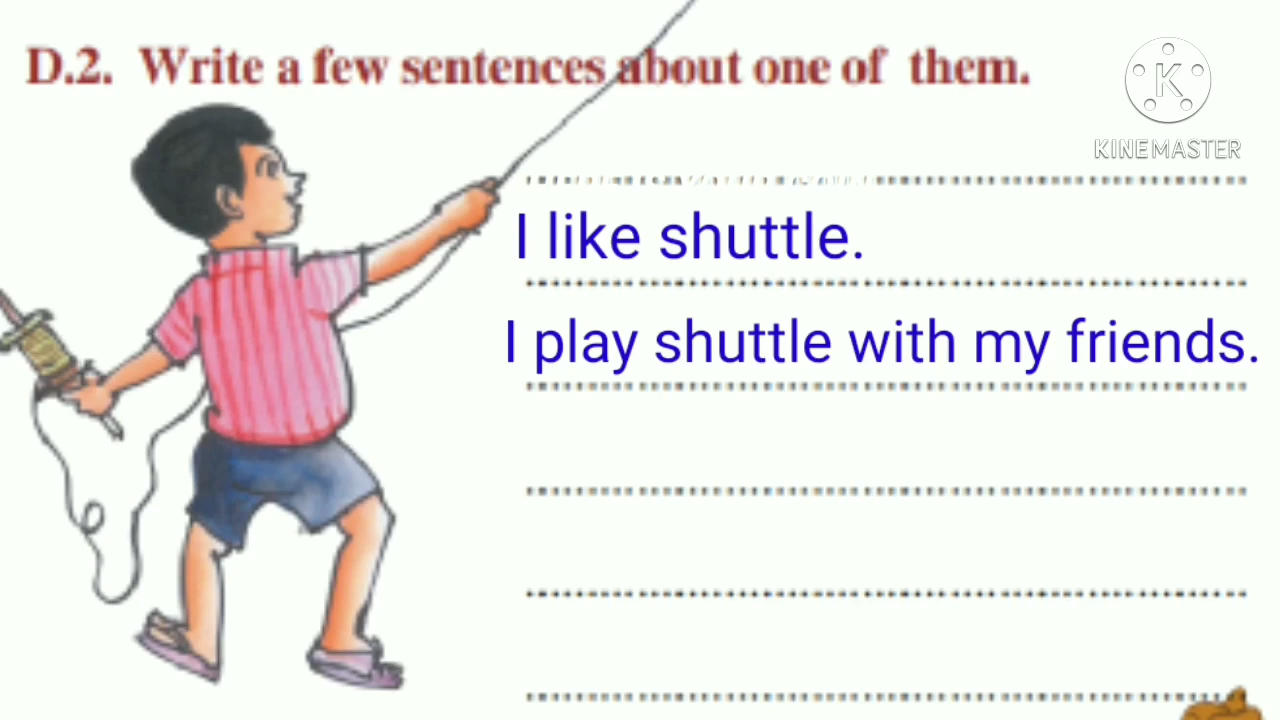 D.2. Write a few sentences about one of them.
K
KINEMASTER
I like shuttle.
I play shuttle with my friends.